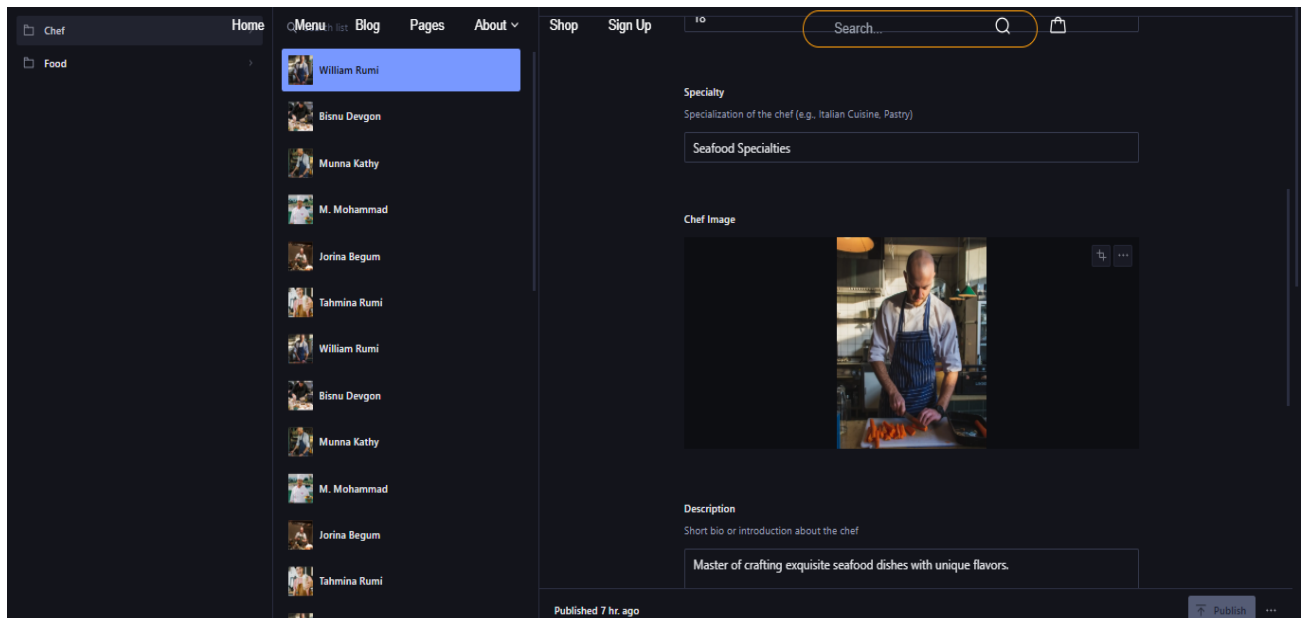 Home Menu Blog Pages About Shop Sign Up Search...
Chef
Food
William Rumi
Bisnu Devgon
Munna Kathy
M. Mohammad
Jorina Begum
Tahmina Rumi
William Rumi
Bisnu Devgon
Munna Kathy
M. Mohammad
Jorina Begum
Tahmina Rumi
Specialty
Specialization of the chef (e.g., Italian Cuisine, Pastry)
Seafood Specialties
Chef Image
Description
Short bio or introduction about the chef
Master of crafting exquisite seafood dishes with unique flavors.
Published 7 hr. ago
Publish